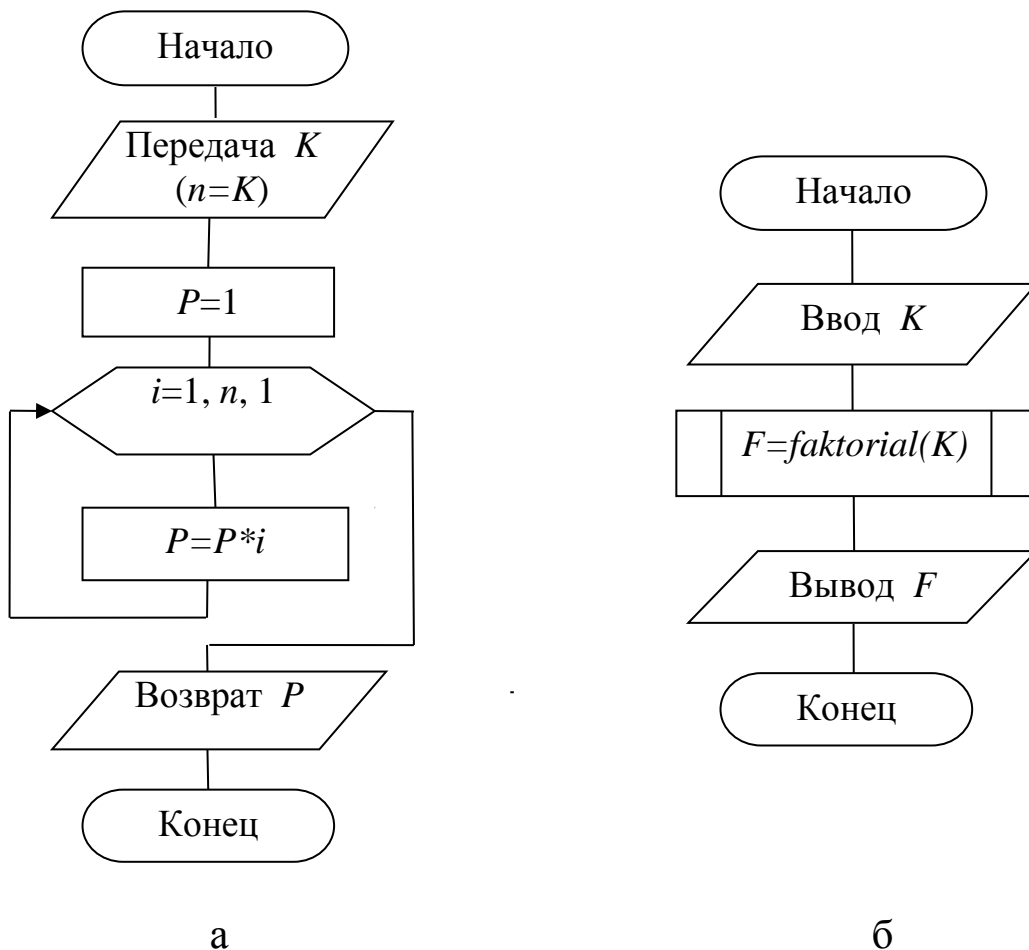 Начало
Передача K
(n=K)
P=1
i=1, n, 1
P=P*i
Возврат P
Конец
а
Начало
Ввод K
F=faktorial(K)
Вывод F
Конец
б